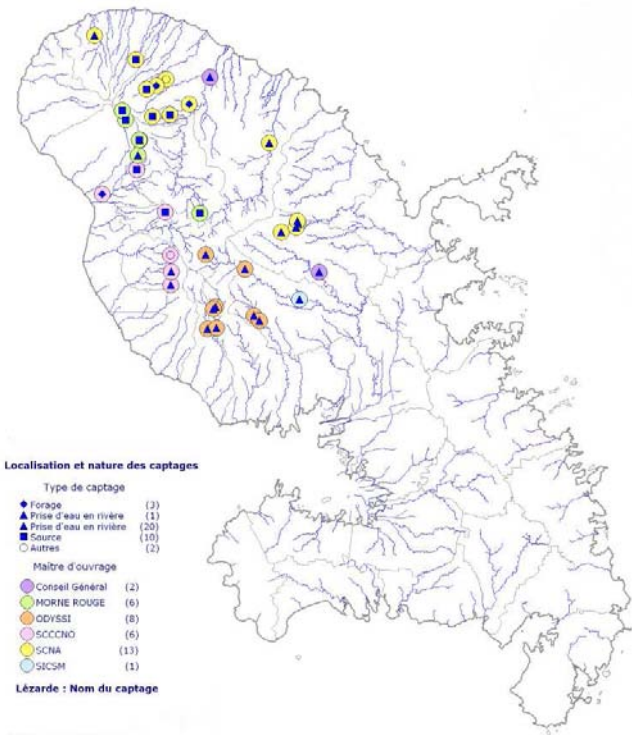 Localisation et nature des captages
Type de captage
Forage (3)
Prise d'eau en rivère (1)
Prise d'eau en rivière (20)
Source (10)
Autres (2)
Maître d'ouvrage
Conseil Général (2)
MORNE ROUGE (6)
ODYSSI (8)
SCCCNO (6)
SCNA (13)
SICSM (1)
Lézarde : Nom du captage